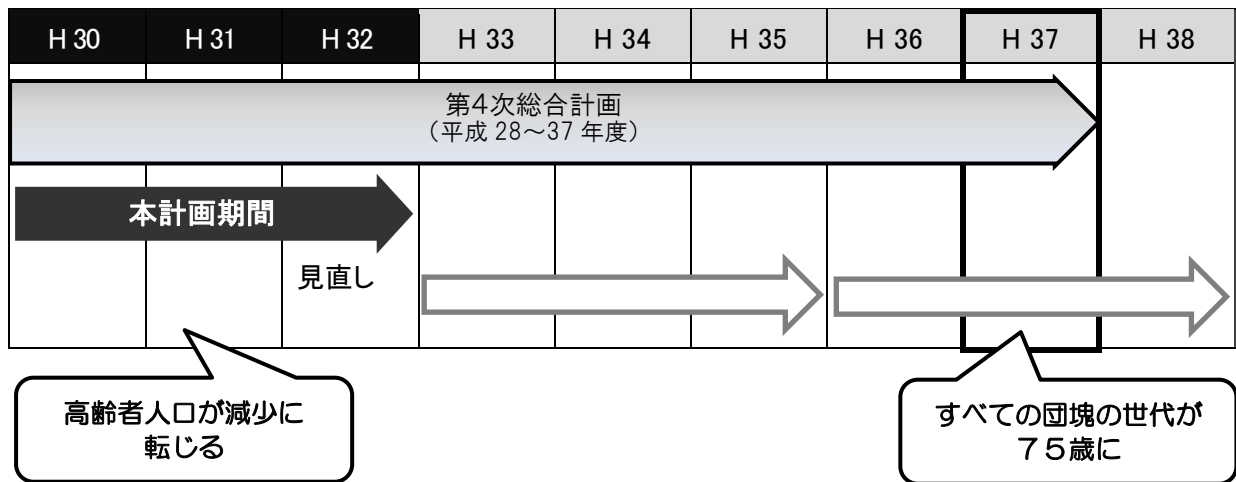 H 30 H 31 H 32 H 33 H 34 H 35 H 36 H 37 H 38
第4次総合計画
（平成 28～37 年度）
本計画期間
見直し
高齢者人口が減少に
転じる
すべての団塊の世代が
７５歳に